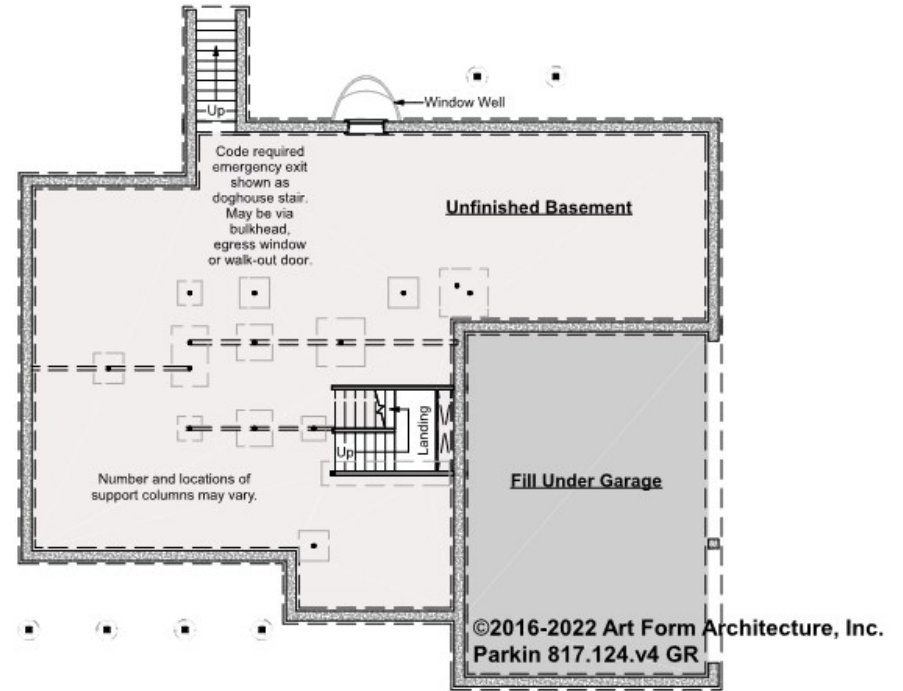 Up
Window Well
Code required
emergency exit
shown as
doghouse stair.
May be via
bulkhead,
egress window
or walk-out door.
Unfinished Basement
Landing
Up
Number and locations of
support columns may vary.
Fill Under Garage
©2016-2022 Art Form Architecture, Inc.
Parkin 817.124.v4 GR